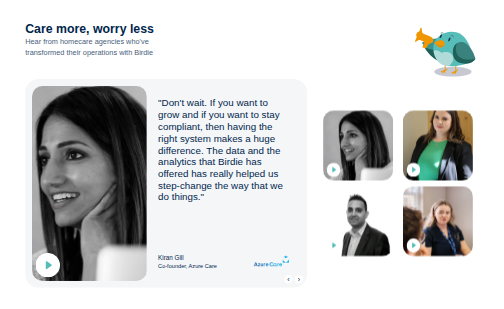 Care more, worry less
Hear from homecare agencies who've
transformed their operations with Birdie
"Don't wait. If you want to
grow and if you want to stay
compliant, then having the
right system makes a huge
difference. The data and the
analytics that Birdie has
offered has really helped us
step-change the way that we
do things."
Kiran Gill
Co-founder, Azure Care
Azure Care